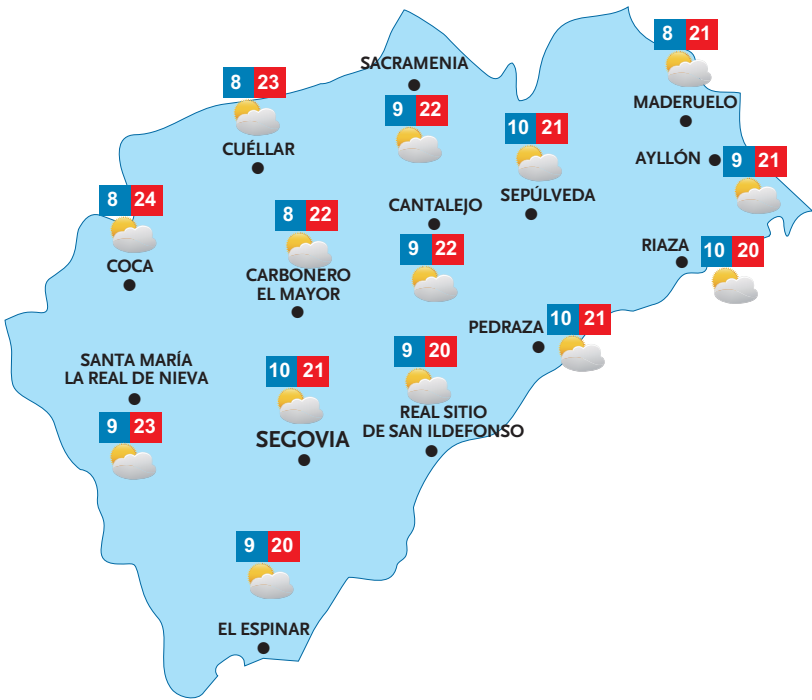 8 21
MADERUELO
SACRAMENIA
9 22
8 23
CUÉLLAR
10 21
SEPÚLVEDA
AYLLÓN
9 21
8 24
COCA
8 22
CARBONERO
EL MAYOR
CANTALEJO
9 22
RIAZA
10 20
PEDRAZA
10 21
SANTA MARÍA
LA REAL DE NIEVA
9 23
10 21
SEGOVIA
9 20
REAL SITIO
DE SAN ILDEFONSO
9 20
EL ESPINAR